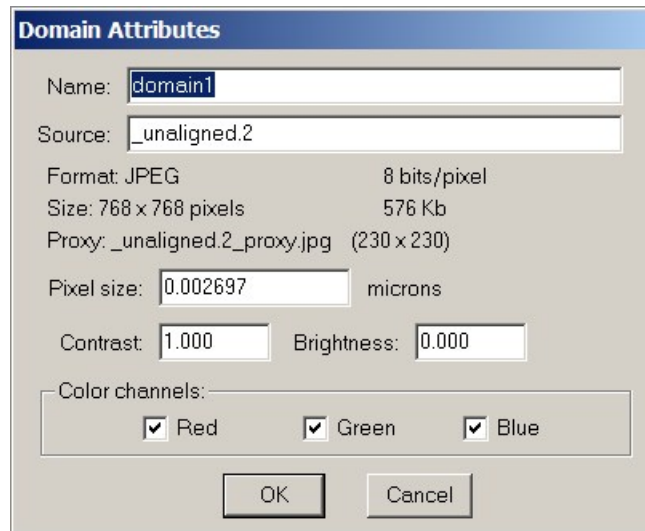 Domain Attributes
Name: domain1
Source: _unaligned.2
Format: JPEG 8 bits/pixel
Size: 768 x 768 pixels 576 Kb
Proxy: _unaligned.2_proxy.jpg (230 x 230)
Pixel size: 0.002697 microns
Contrast: 1.000 Brightness: 0.000
Color channels:
Red Green Blue
OK Cancel